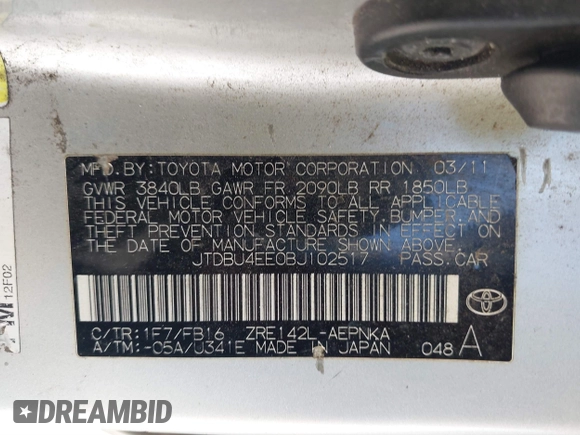 MFD.BY:TOYOTA MOTOR CORPORATION 03/11
GVWR 3840LB GAWR FR 2090LB RR 1850LB
THIS VEHICLE CONFORMS TO ALL APPLICABLE
FEDERAL MOTOR VEHICLE SAFETY,BUMPER,AND
THEFT PREVENTION STANDARDS IN EFFECT ON
THE DATE OF MANUFACTURE SHOWN ABOVE.
JTDBU4EE0BJ102517 PASS.CAR
C/TR:1F7/FB16 ZRE142L-AEPNKA
A/TM:-05A/U341E MADE IN JAPAN 048 A
12F02
DREAMBID
dreambid.com